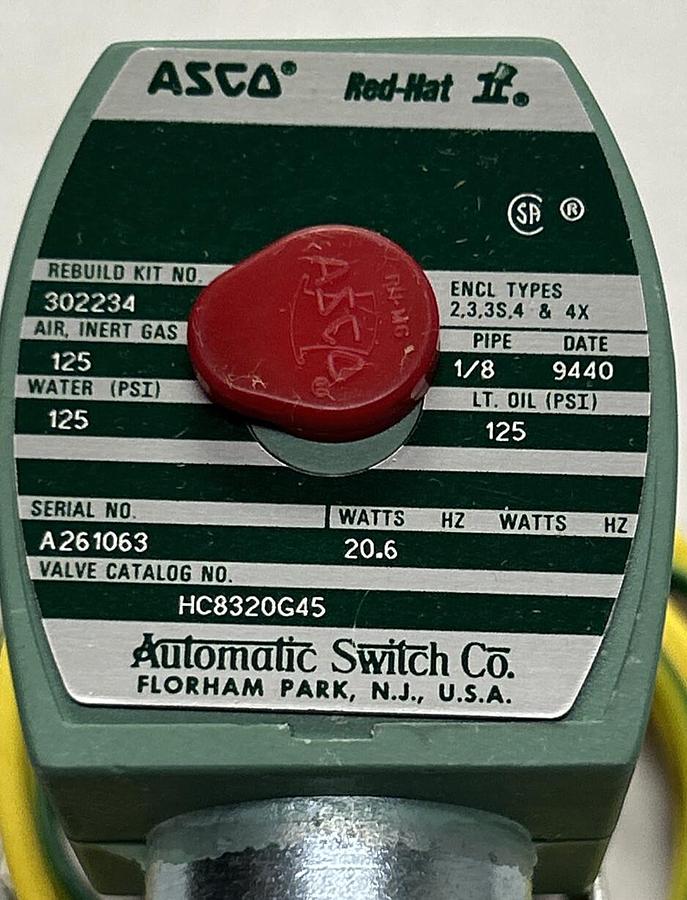 ASCO® Red-Hat II®
SA ®
REBUILD KIT NO.
302234
AIR, INERT GAS
125
WATER (PSI)
125
ASCO
®
ENCL TYPES
2,3,3S,4 & 4X
PIPE DATE
1/8 9440
LT. OIL (PSI)
125
SERIAL NO. WATTS HZ WATTS HZ
A261063 20.6
VALVE CATALOG NO.
HC8320G45
Automatic Switch Co.
FLORHAM PARK, N.J., U.S.A.